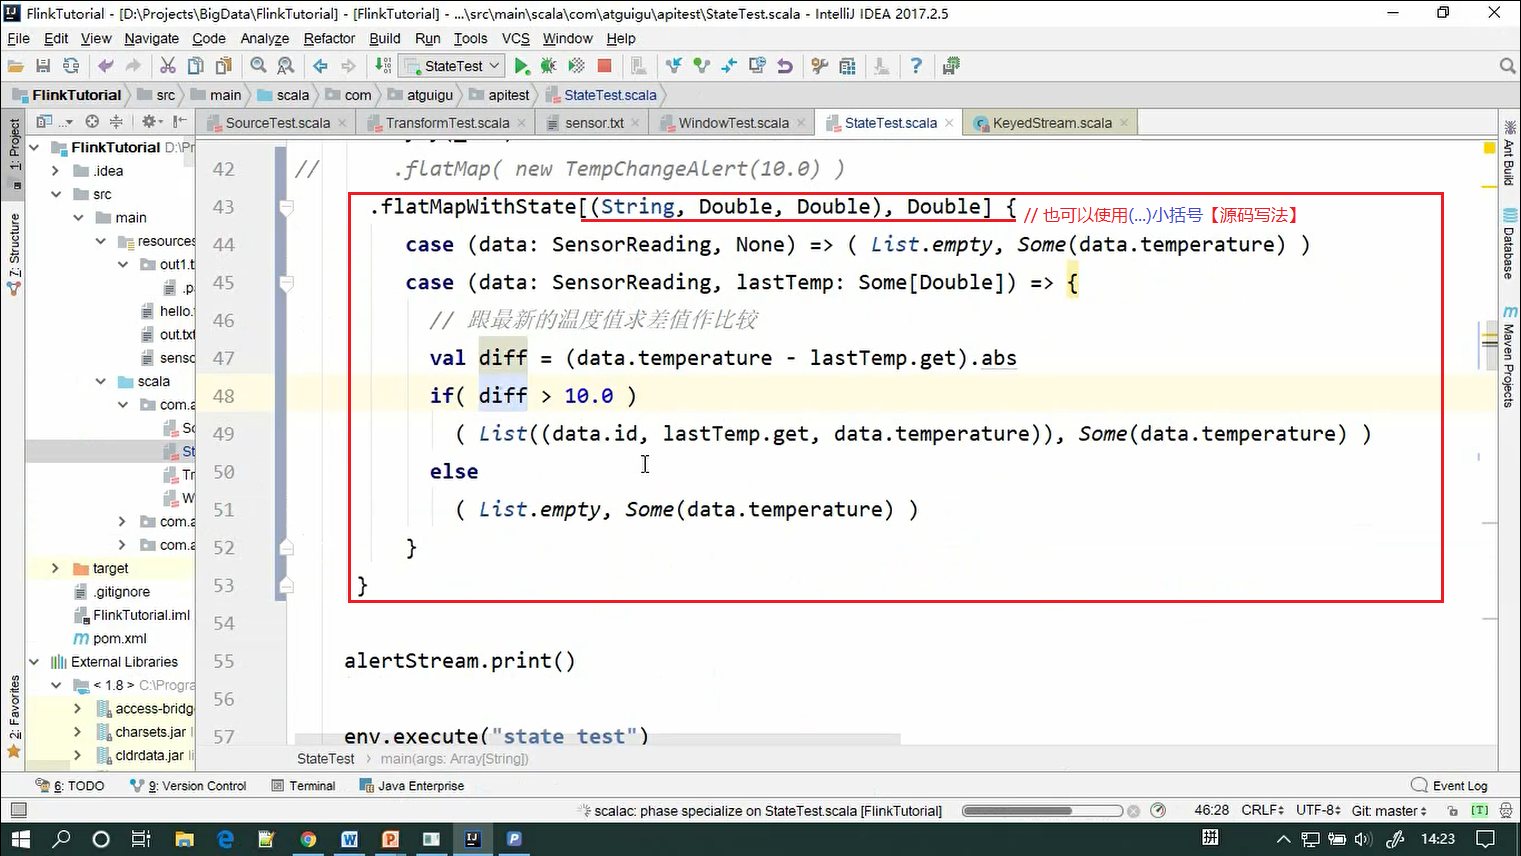 FlinkTutorial - [D:\Projects\BigData\FlinkTutorial] - [FlinkTutorial] - ...\src\main\scala\com\atguigu\apitest\StateTest.scala - IntelliJ IDEA 2017.2.5
File Edit View Navigate Code Analyze Refactor Build Run Tools VCS Window Help
StateTest
FlinkTutorial src main scala com atguigu apitest StateTest.scala
SourceTest.scala TransformTest.scala sensor.txt WindowTest.scala StateTest.scala KeyedStream.scala
1: Project
Z: Structure
2: Favorites
FlinkTutorial D:\Pr
.idea
src
main
resources
out1.t
.p
hello.
out.txt
senso
scala
com.a
Sc
St
Tr
W
com.a
com.a
target
.gitignore
FlinkTutorial.iml
pom.xml
External Libraries
< 1.8 > C:\Progra
access-bridg
charsets.jar li
cldrdata.jar li
42 // .flatMap( new TempChangeAlert(10.0) )
43 .flatMapWithState[(String, Double, Double), Double] { // 也可以使用(...)小括号【源码写法】
44 case (data: SensorReading, None) => ( List.empty, Some(data.temperature) )
45 case (data: SensorReading, lastTemp: Some[Double]) => {
46 // 跟最新的温度值求差值作比较
47 val diff = (data.temperature - lastTemp.get).abs
48 if( diff > 10.0 )
49 ( List((data.id, lastTemp.get, data.temperature)), Some(data.temperature) )
50 else
51 ( List.empty, Some(data.temperature) )
52 }
53 }
54
55 alertStream.print()
56
57 env.execute("state test")
StateTest main(args: Array[String])
Ant Build
Database
Maven Projects
6: TODO 9: Version Control Terminal Java Enterprise Event Log
scalac: phase specialize on StateTest.scala [FlinkTutorial] 46:28 CRLF UTF-8 Git: master [T]
拼 14:23